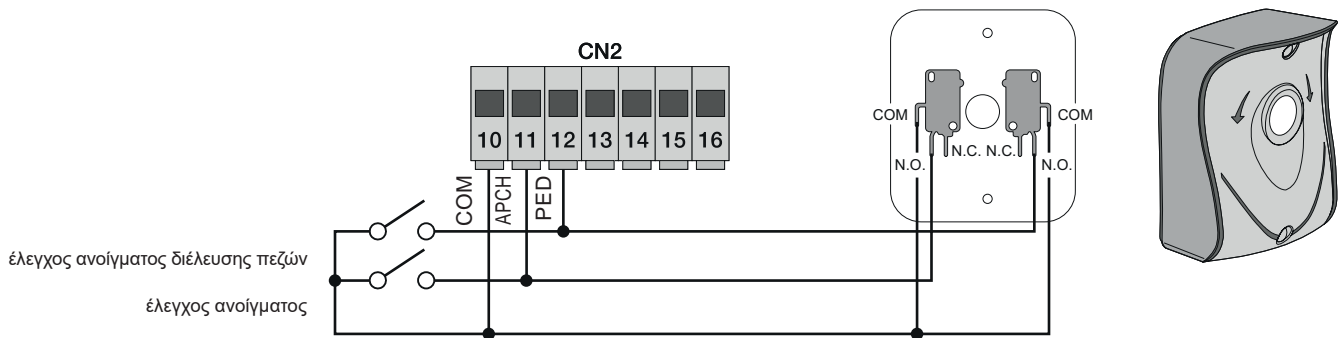 CN2
10 11 12 13 14 15 16
COM
APCH
PED
COM
COM
N.C. N.C.
N.O.
N.O.
έλεγχος ανοίγματος διέλευσης πεζών
έλεγχος ανοίγματος